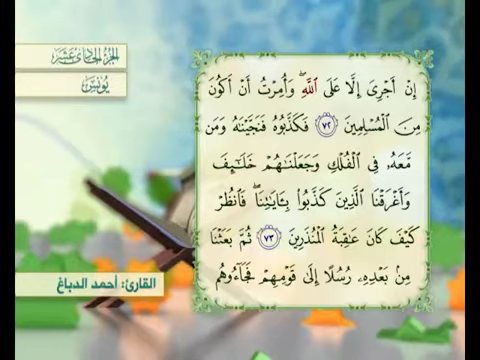 الجزء الحادي عشر
يونس
إِنْ أَجْرِىَ إِلَّا عَلَى ٱللَّهِ ۖ وَأُمِرْتُ أَنْ أَكُونَ
مِنَ ٱلْمُسْلِمِينَ ٧٢ فَكَذَّبُوهُ فَنَجَّيْنَـٰهُ وَمَن
مَّعَهُۥ فِى ٱلْفُلْكِ وَجَعَلْنَـٰهُمْ خَلَـٰٓئِفَ
وَأَغْرَقْنَا ٱلَّذِينَ كَذَّبُوا۟ بِـَٔايَـٰتِنَا ۖ فَٱنظُرْ
كَيْفَ كَانَ عَـٰقِبَةُ ٱلْمُنذَرِينَ ٧٣ ثُمَّ بَعَثْنَا
مِنۢ بَعْدِهِۦ رُسُلًا إِلَىٰ قَوْمِهِمْ فَجَآءُوهُم
القارئ: أحمد الدباغ